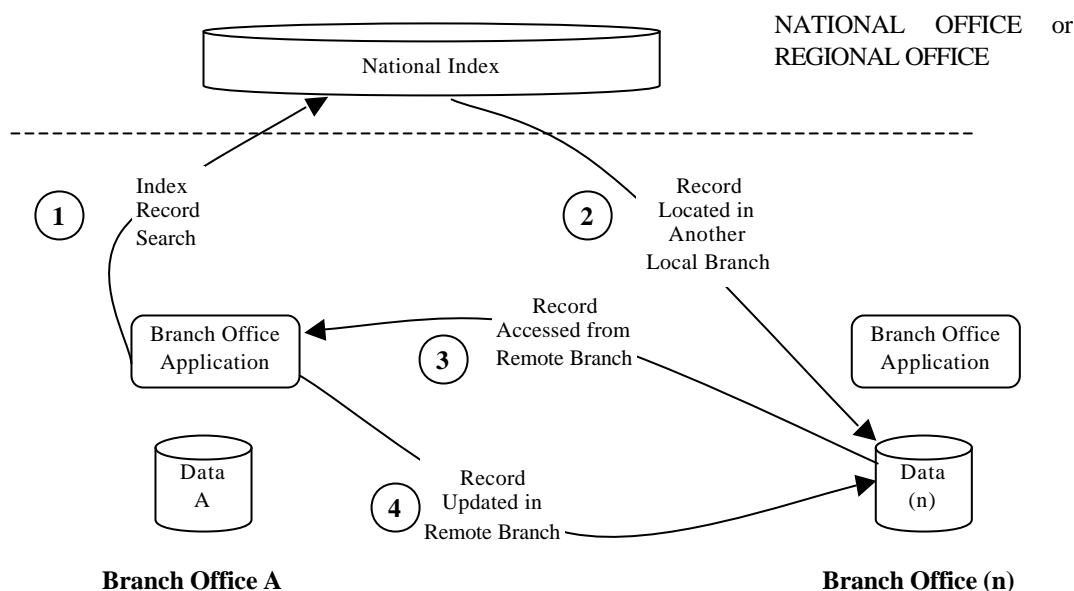 NATIONAL OFFICE or
REGIONAL OFFICE
National Index
1
Index
Record
Search
2
Record
Located in
Another
Local Branch
Branch Office
Application
3
Record
Accessed from
Remote Branch
Branch Office
Application
Data
A
4
Record
Updated in
Remote Branch
Data
(n)
Branch Office A
Branch Office (n)